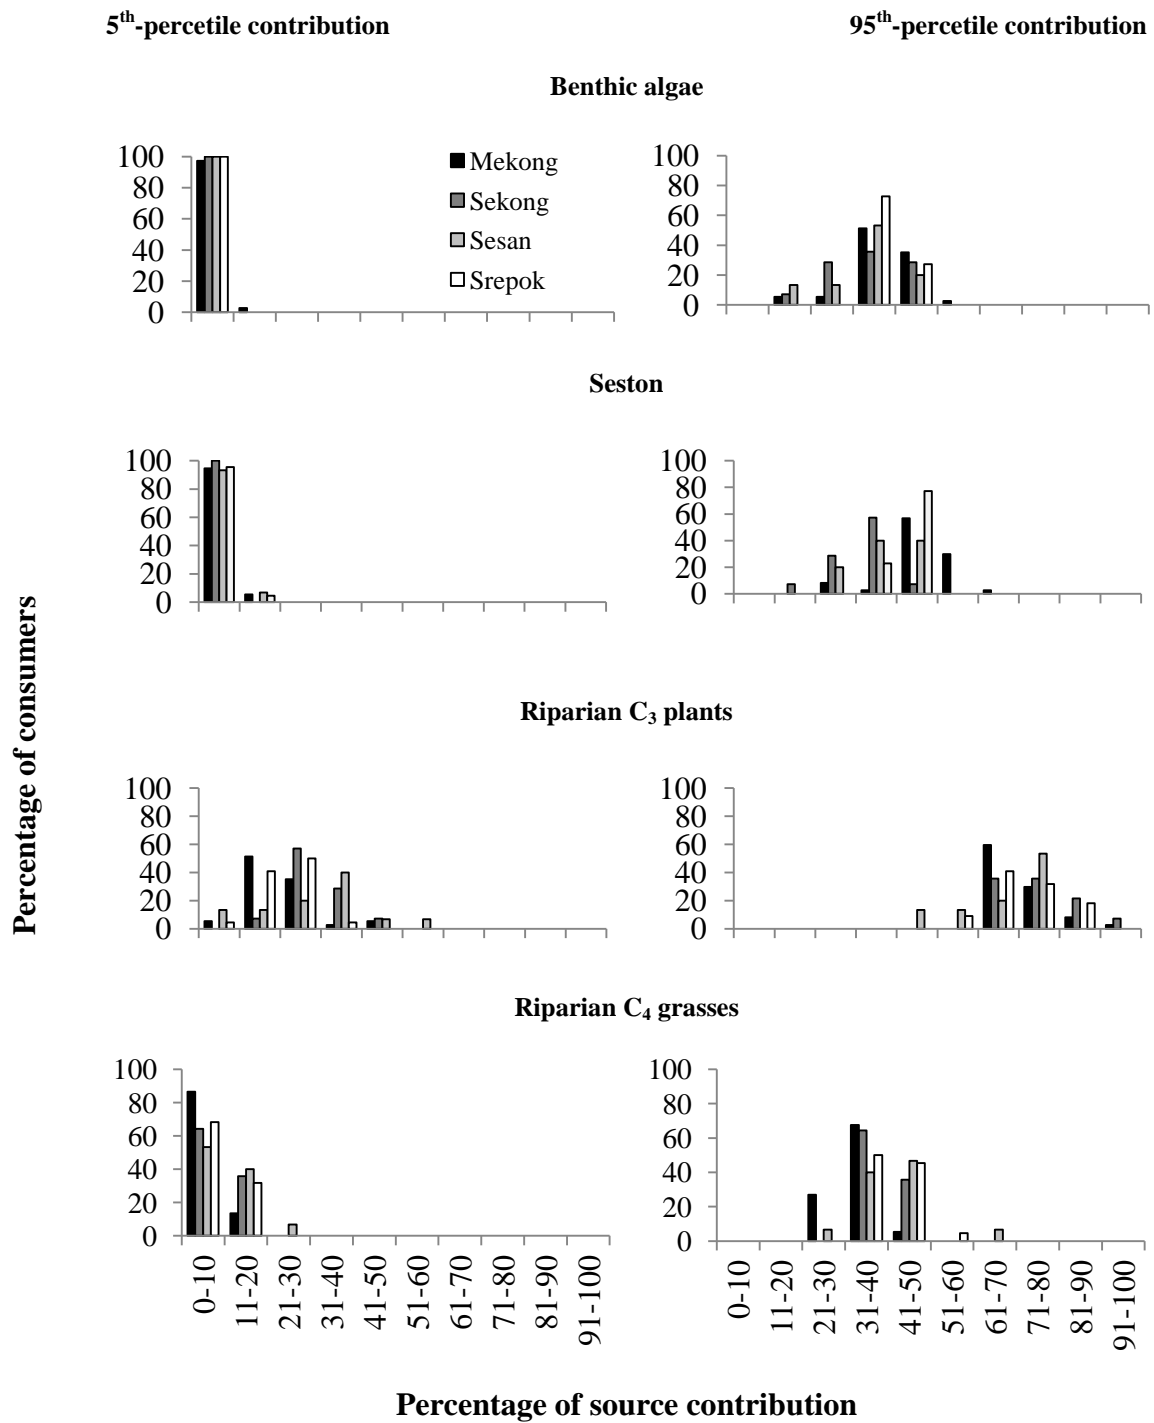 5th-percetile contribution 95th-percetile contribution
Benthic algae
100 80 60 40 20 0
Mekong
Sekong
Sesan
Srepok
100 80 60 40 20 0
Seston
100 80 60 40 20 0
100 80 60 40 20 0
Percentage of consumers
Riparian C3 plants
100 80 60 40 20 0
100 80 60 40 20 0
Riparian C4 grasses
100 80 60 40 20 0
0-10 11-20 21-30 31-40 41-50 51-60 61-70 71-80 81-90 91-100
100 80 60 40 20 0
0-10 11-20 21-30 31-40 41-50 51-60 61-70 71-80 81-90 91-100
Percentage of source contribution